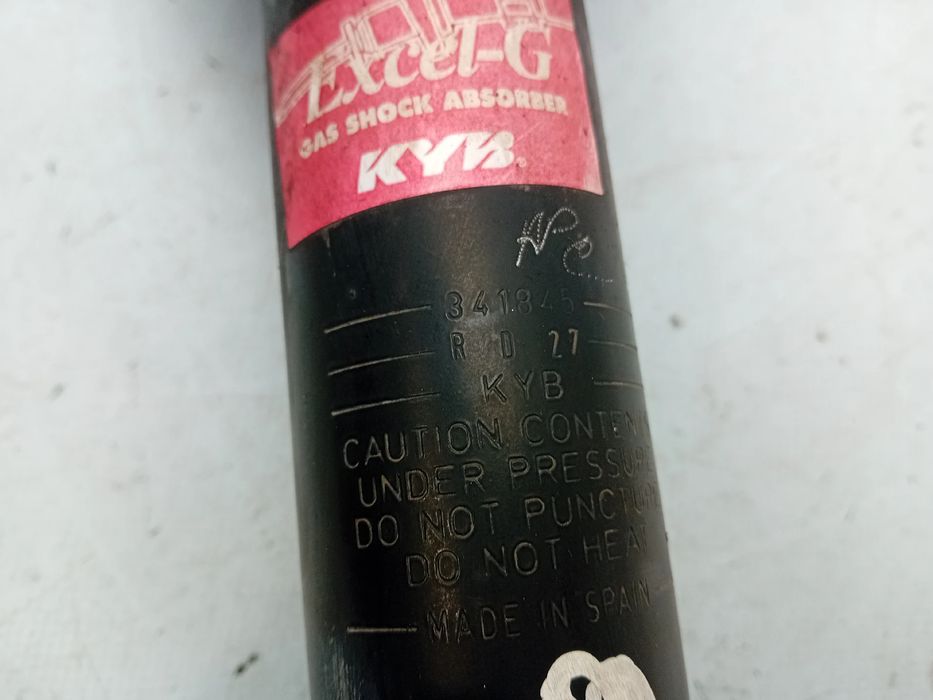 Excel-G
GAS SHOCK ABSORBER
KYB
341845
R D 27
KYB
CAUTION CONTENTS
UNDER PRESSURE
DO NOT PUNCTURE
DO NOT HEAT
MADE IN SPAIN